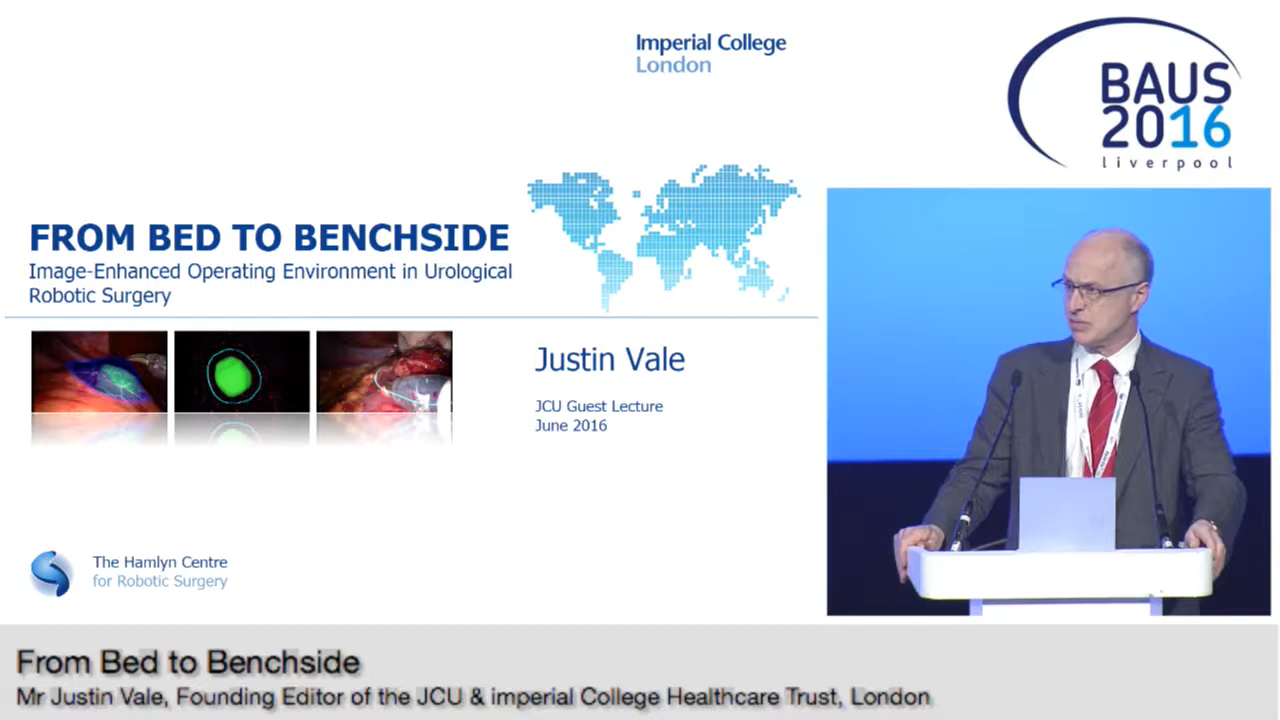 Imperial College
London
BAUS
2016
liverpool
FROM BED TO BENCHSIDE
Image-Enhanced Operating Environment in Urological
Robotic Surgery
Justin Vale
JCU Guest Lecture
June 2016
The Hamlyn Centre
for Robotic Surgery
From Bed to Benchside
Mr Justin Vale, Founding Editor of the JCU & imperial College Healthcare Trust, London